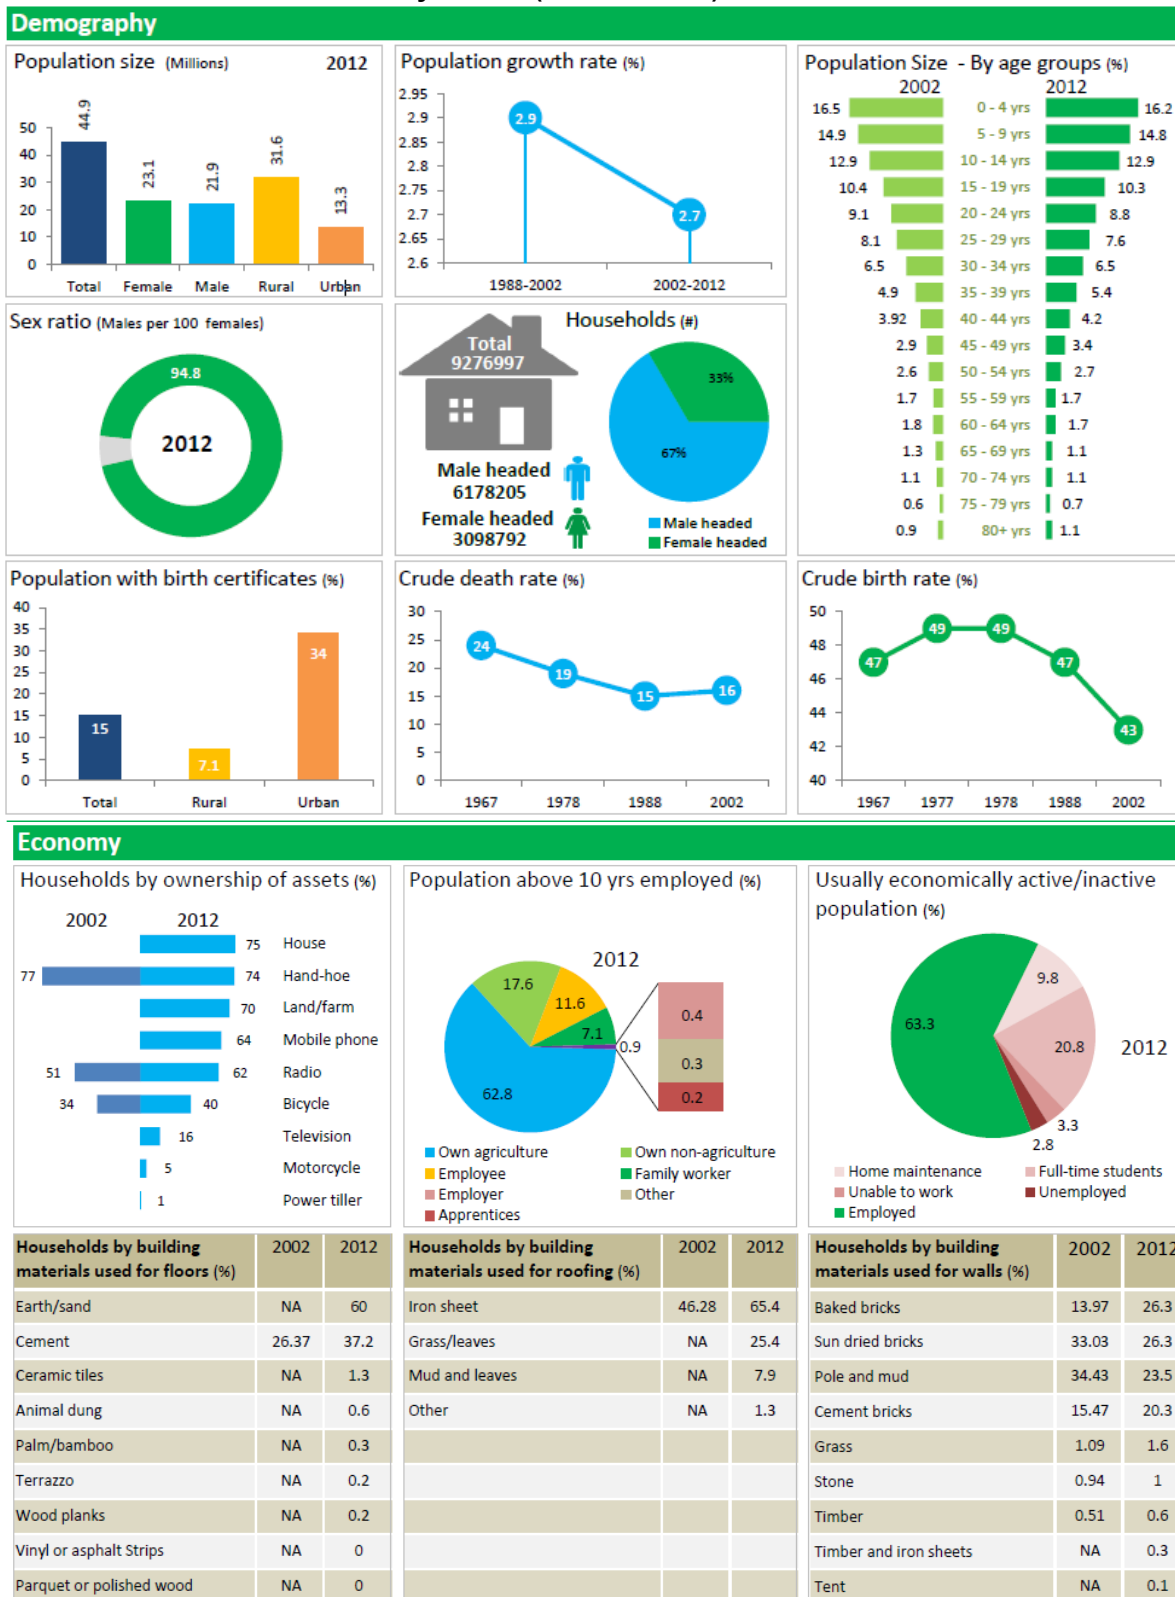 Demography
Population size (Millions) 2012
50
40
30
20
10
0
44.9
23.1
21.9
31.6
13.3
Total Female Male Rural Urban
Population growth rate (%)
2.95
2.9
2.85
2.8
2.75
2.7
2.65
2.6
2.9
2.7
1988-2002 2002-2012
Population Size - By age groups (%)
2002 2012
16.5 0 - 4 yrs 16.2
14.9 5 - 9 yrs 14.8
12.9 10 - 14 yrs 12.9
10.4 15 - 19 yrs 10.3
9.1 20 - 24 yrs 8.8
8.1 25 - 29 yrs 7.6
6.5 30 - 34 yrs 6.5
4.9 35 - 39 yrs 5.4
3.92 40 - 44 yrs 4.2
2.9 45 - 49 yrs 3.4
2.6 50 - 54 yrs 2.7
1.7 55 - 59 yrs 1.7
1.8 60 - 64 yrs 1.7
1.3 65 - 69 yrs 1.1
1.1 70 - 74 yrs 1.1
0.6 75 - 79 yrs 0.7
0.9 80+ yrs 1.1
Sex ratio (Males per 100 females)
94.8
2012
Households (#)
Total
9276997
Male headed
6178205
Female headed
3098792
33%
67%
Male headed
Female headed
Population with birth certificates (%)
40
35
30
25
20
15
10
5
0
15
7.1
34
Total Rural Urban
Crude death rate (%)
30
25
20
15
10
5
0
24
19
15
16
1967 1978 1988 2002
Crude birth rate (%)
50
48
46
44
42
40
47
49
49
47
43
1967 1977 1978 1988 2002
Economy
Households by ownership of assets (%)
2002 2012
75 House
77 74 Hand-hoe
70 Land/farm
64 Mobile phone
51 62 Radio
34 40 Bicycle
16 Television
5 Motorcycle
1 Power tiller
Population above 10 yrs employed (%)
2012
17.6
11.6
7.1
0.9
62.8
0.4
0.3
0.2
Own agriculture Own non-agriculture
Employee Family worker
Employer Other
Apprentices
Usually economically active/inactive
population (%)
2012
9.8
20.8
3.3
2.8
63.3
Home maintenance Full-time students
Unable to work Unemployed
Employed
Households by building
materials used for floors (%) 2002 2012
Earth/sand NA 60
Cement 26.37 37.2
Ceramic tiles NA 1.3
Animal dung NA 0.6
Palm/bamboo NA 0.3
Terrazzo NA 0.2
Wood planks NA 0.2
Vinyl or asphalt Strips NA 0
Parquet or polished wood NA 0
Households by building
materials used for roofing (%) 2002 2012
Iron sheet 46.28 65.4
Grass/leaves NA 25.4
Mud and leaves NA 7.9
Other NA 1.3
Households by building
materials used for walls (%) 2002 2012
Baked bricks 13.97 26.3
Sun dried bricks 33.03 26.3
Pole and mud 34.43 23.5
Cement bricks 15.47 20.3
Grass 1.09 1.6
Stone 0.94 1
Timber 0.51 0.6
Timber and iron sheets NA 0.3
Tent NA 0.1